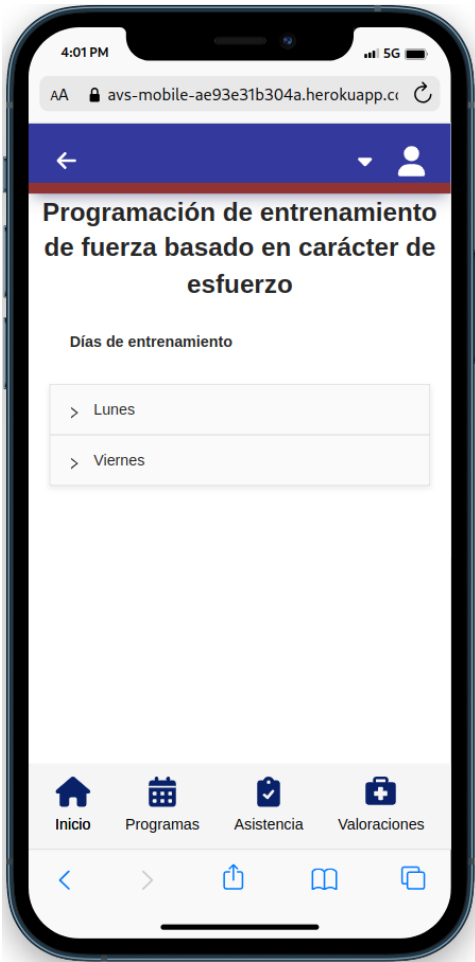 4:01 PM
5G
AA avs-mobile-ae93e31b304a.herokuapp.cc
Programación de entrenamiento
de fuerza basado en carácter de
esfuerzo
Días de entrenamiento
Lunes
Viernes
Inicio Programas Asistencia Valoraciones